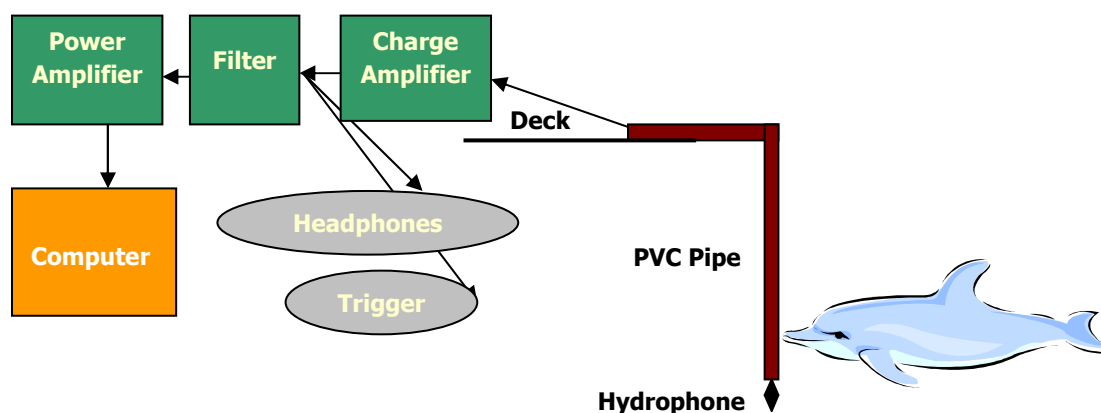 Power
Amplifier
Filter
Charge
Amplifier
Deck
Headphones
Computer
PVC Pipe
Trigger
Hydrophone